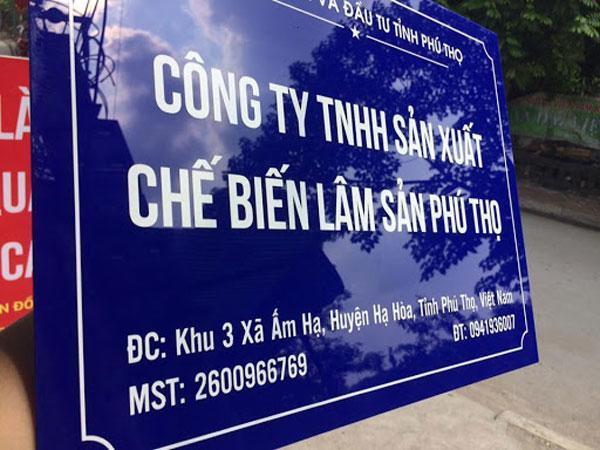 VÀ ĐẦU TƯ TỈNH PHÚ THỌ
CÔNG TY TNHH SẢN XUẤT
CHẾ BIẾN LÂM SẢN PHÚ THỌ
ĐC: Khu 3 Xã Ấm Hạ, Huyện Hạ Hòa, Tỉnh Phú Thọ, Việt Nam
ĐT: 0941936007
MST: 2600966769
LÀ